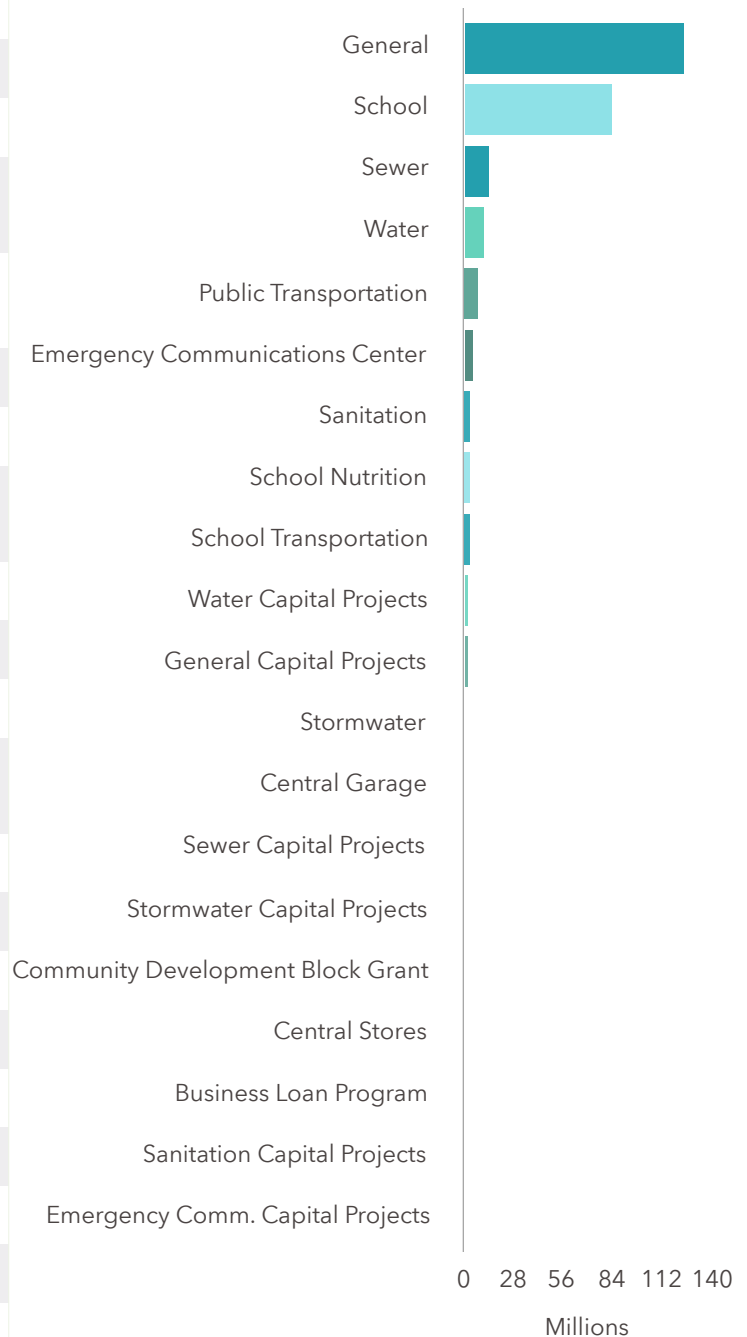 General
School
Sewer
Water
Public Transportation
Emergency Communications Center
Sanitation
School Nutrition
School Transportation
Water Capital Projects
General Capital Projects
Stormwater
Central Garage
Sewer Capital Projects
Stormwater Capital Projects
Community Development Block Grant
Central Stores
Business Loan Program
Sanitation Capital Projects
Emergency Comm. Capital Projects
0 28 56 84 112 140
Millions